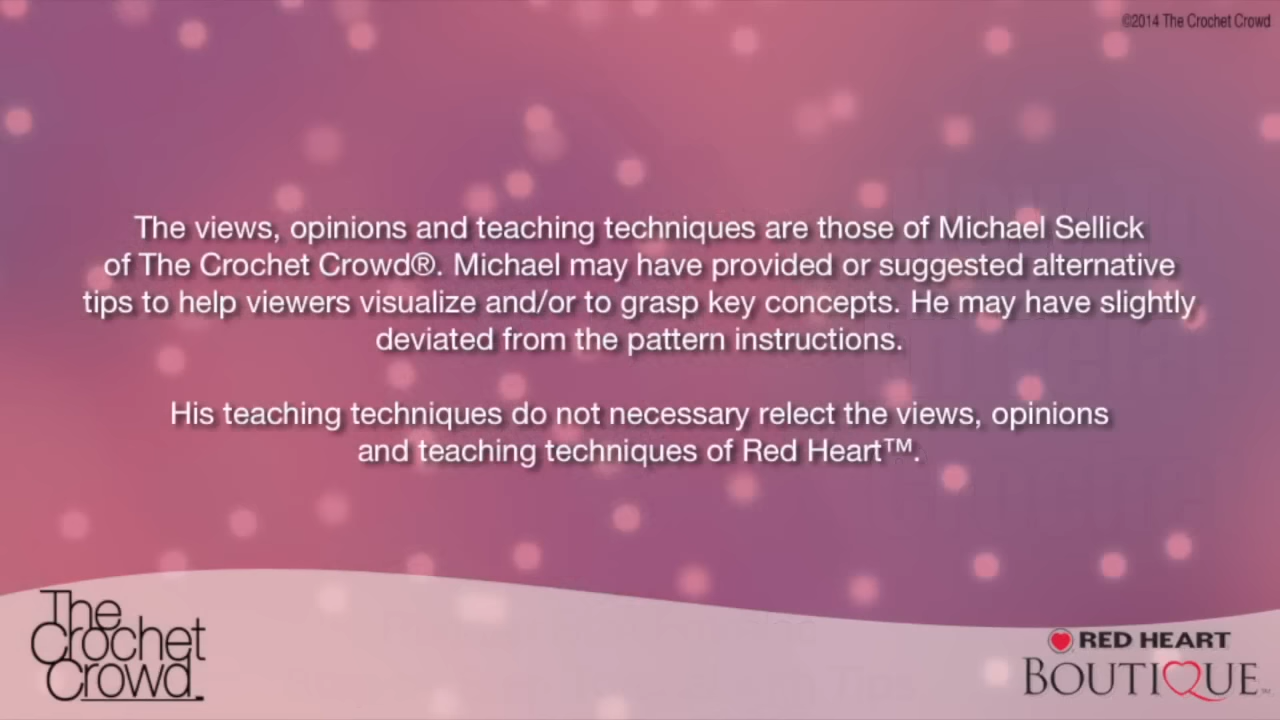 ©2014 The Crochet Crowd
The views, opinions and teaching techniques are those of Michael Sellick
of The Crochet Crowd®. Michael may have provided or suggested alternative
tips to help viewers visualize and/or to grasp key concepts. He may have slightly
deviated from the pattern instructions.
His teaching techniques do not necessary relect the views, opinions
and teaching techniques of Red Heart™.
The
Crochet
Crowd
RED HEART
BOUTIQUE
Tips